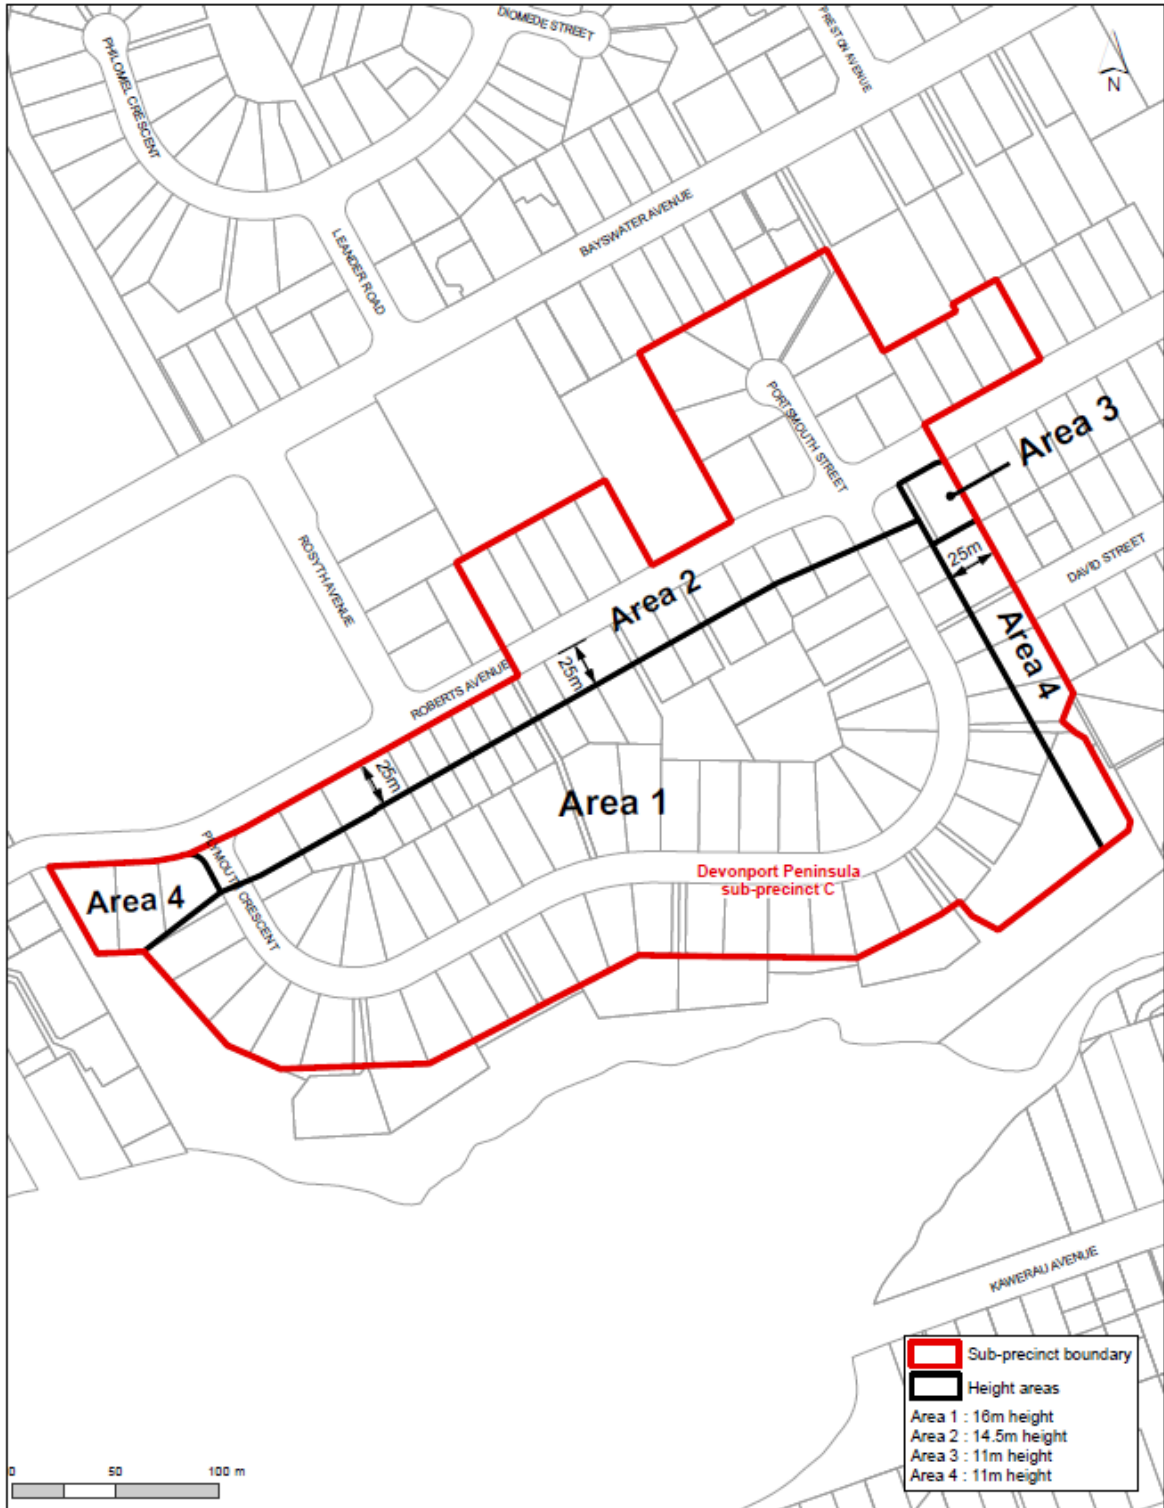 DIOMEDE STREET
PRESTON AVENUE
PHILOMEL CRESCENT
N
BAYSWATER AVENUE
LEANDER ROAD
PORTSMOUTH STREET
Area 3
ROSYTH AVENUE
25m
DAVID STREET
Area 2
Area 4
25m
ROBERTS AVENUE
25m
Area 1
PLYMOUTH CRESCENT
Devonport Peninsula
sub-precinct C
Area 4
KAWERAU AVENUE
Sub-precinct boundary
Height areas
Area 1 : 16m height
Area 2 : 14.5m height
Area 3 : 11m height
Area 4 : 11m height
0 50 100 m